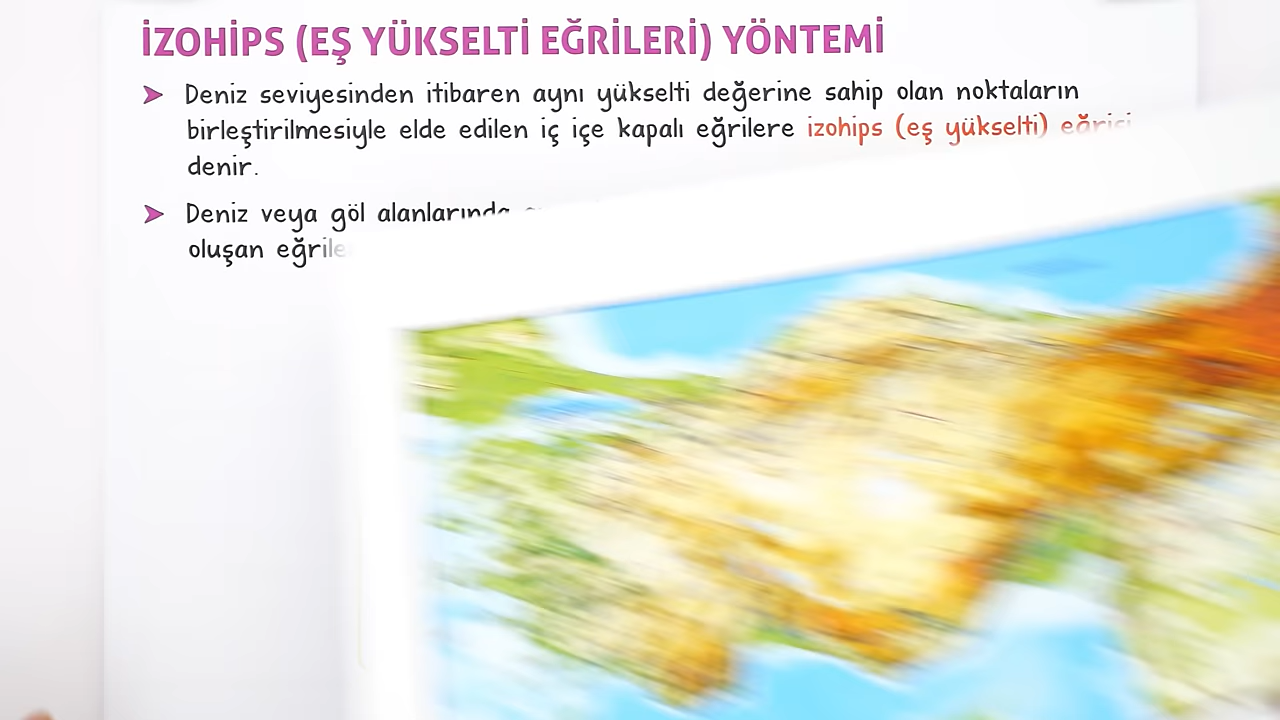 İZOHİPS (EŞ YÜKSELTİ EĞRİLERİ) YÖNTEMİ
➤ Deniz seviyesinden itibaren aynı yükselti değerine sahip olan noktaların
birleştirilmesiyle elde edilen iç içe kapalı eğrilere izohips (eş yükselti) eğrisi
denir.
➤ Deniz veya göl alanlarında
oluşan